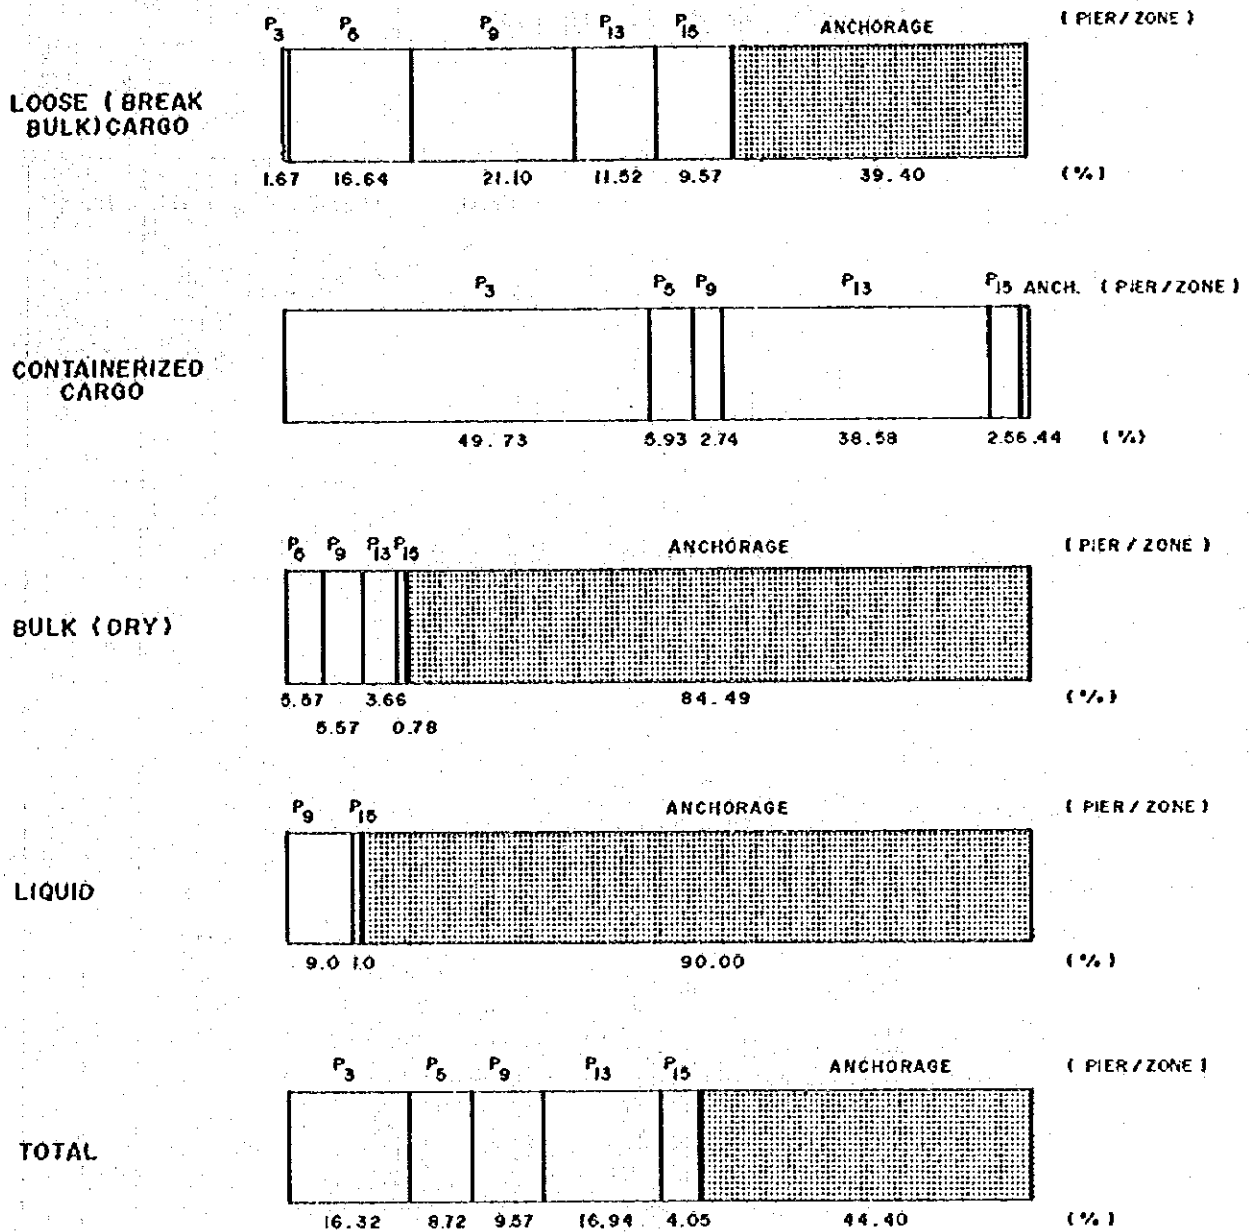 P3 P5 P9 P13 P15 ANCHORAGE ( PIER / ZONE )
LOOSE ( BREAK
BULK) CARGO
1.67 16.64 21.10 11.52 9.57 39.40 (%)
P3 P5 P9 P13 P15 ANCH. ( PIER / ZONE )
CONTAINERIZED
CARGO
49.73 5.93 2.74 38.58 2.56 .44 (%)
P5 P9 P13 P15 ANCHORAGE ( PIER / ZONE )
BULK (DRY)
5.57 3.66 84.49 (%)
5.57 0.78
P9 P15 ANCHORAGE ( PIER / ZONE )
LIQUID
9.0 1.0 90.00 (%)
P3 P5 P9 P13 P15 ANCHORAGE ( PIER / ZONE )
TOTAL
16.32 8.72 9.57 16.94 4.05 44.40 (%)